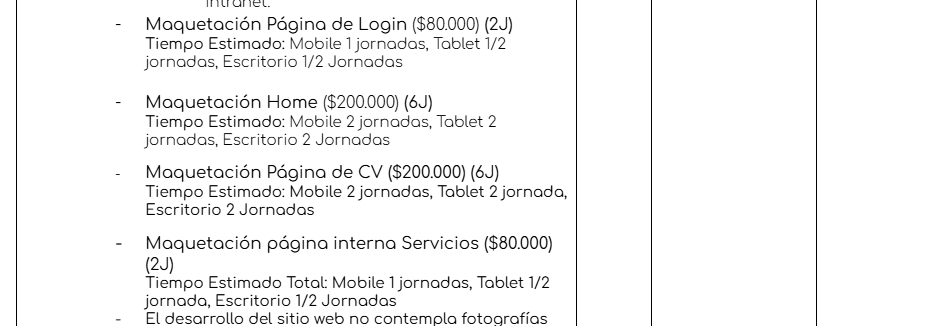 intranet.
- Maquetación Página de Login ($80.000) (2J)
Tiempo Estimado: Mobile 1 jornadas, Tablet 1/2
jornadas, Escritorio 1/2 Jornadas
- Maquetación Home ($200.000) (6J)
Tiempo Estimado: Mobile 2 jornadas, Tablet 2
jornadas, Escritorio 2 Jornadas
- Maquetación Página de CV ($200.000) (6J)
Tiempo Estimado: Mobile 2 jornadas, Tablet 2 jornada,
Escritorio 2 Jornadas
- Maquetación página interna Servicios ($80.000)
(2J)
Tiempo Estimado Total: Mobile 1 jornadas, Tablet 1/2
jornada, Escritorio 1/2 Jornadas
- El desarrollo del sitio web no contempla fotografías